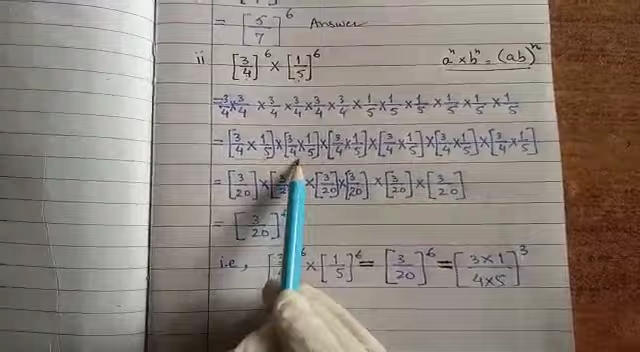 = [5/7]^6 Answer
ii [3/4]^6 × [1/5]^6 a^n × b^n = (ab)^n
= 3/4 × 3/4 × 3/4 × 3/4 × 3/4 × 3/4 × 1/5 × 1/5 × 1/5 × 1/5 × 1/5 × 1/5
= [3/4 × 1/5] × [3/4 × 1/5] × [3/4 × 1/5] × [3/4 × 1/5] × [3/4 × 1/5] × [3/4 × 1/5]
= [3/20] × [3/2 × [3/20] × [3/20] × [3/20] × [3/20]
= [3/20]
i.e, [ ]^6 × [1/5]^6 = [3/20]^6 = [3×1/4×5]^3